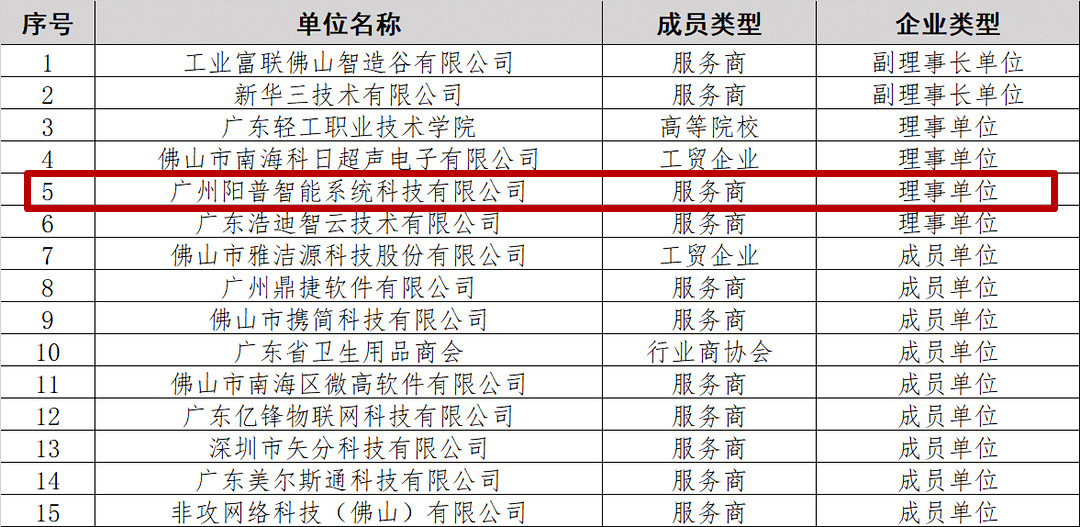 序号 单位名称 成员类型 企业类型
1 工业富联佛山智造谷有限公司 服务商 副理事长单位
2 新华三技术有限公司 服务商 副理事长单位
3 广东轻工职业技术学院 高等院校 理事单位
4 佛山市南海科日超声电子有限公司 工贸企业 理事单位
5 广州阳普智能系统科技有限公司 服务商 理事单位
6 广东浩迪智云技术有限公司 服务商 理事单位
7 佛山市雅洁源科技股份有限公司 工贸企业 成员单位
8 广州鼎捷软件有限公司 服务商 成员单位
9 佛山市携简科技有限公司 服务商 成员单位
10 广东省卫生用品商会 行业商协会 成员单位
11 佛山市南海区微高软件有限公司 服务商 成员单位
12 广东亿锋物联网科技有限公司 服务商 成员单位
13 深圳市矢分科技有限公司 服务商 成员单位
14 广东美尔斯通科技有限公司 服务商 成员单位
15 非攻网络科技（佛山）有限公司 服务商 成员单位